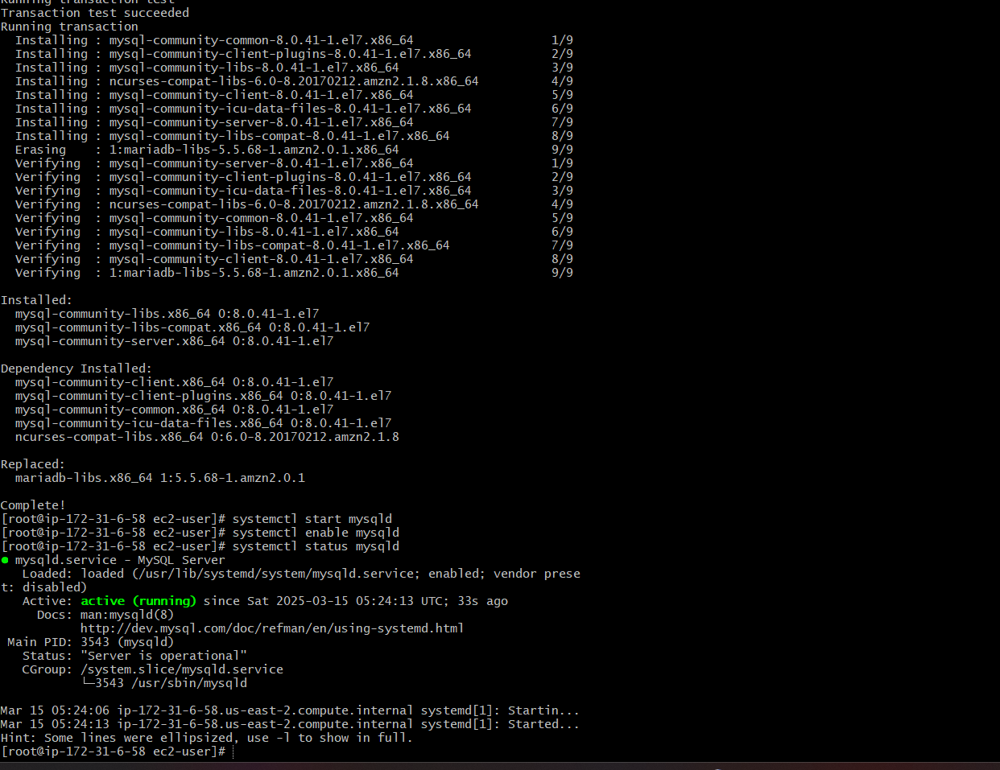 Running transaction test
Transaction test succeeded
Running transaction
  Installing : mysql-community-common-8.0.41-1.el7.x86_64                   1/9
  Installing : mysql-community-client-plugins-8.0.41-1.el7.x86_64           2/9
  Installing : mysql-community-libs-8.0.41-1.el7.x86_64                     3/9
  Installing : ncurses-compat-libs-6.0-8.20170212.amzn2.1.8.x86_64          4/9
  Installing : mysql-community-client-8.0.41-1.el7.x86_64                   5/9
  Installing : mysql-community-icu-data-files-8.0.41-1.el7.x86_64           6/9
  Installing : mysql-community-server-8.0.41-1.el7.x86_64                   7/9
  Installing : mysql-community-libs-compat-8.0.41-1.el7.x86_64              8/9
  Erasing    : 1:mariadb-libs-5.5.68-1.amzn2.0.1.x86_64                     9/9
  Verifying  : mysql-community-server-8.0.41-1.el7.x86_64                   1/9
  Verifying  : mysql-community-client-plugins-8.0.41-1.el7.x86_64           2/9
  Verifying  : mysql-community-icu-data-files-8.0.41-1.el7.x86_64           3/9
  Verifying  : ncurses-compat-libs-6.0-8.20170212.amzn2.1.8.x86_64          4/9
  Verifying  : mysql-community-common-8.0.41-1.el7.x86_64                   5/9
  Verifying  : mysql-community-libs-8.0.41-1.el7.x86_64                     6/9
  Verifying  : mysql-community-libs-compat-8.0.41-1.el7.x86_64              7/9
  Verifying  : mysql-community-client-8.0.41-1.el7.x86_64                   8/9
  Verifying  : 1:mariadb-libs-5.5.68-1.amzn2.0.1.x86_64                     9/9

Installed:
  mysql-community-libs.x86_64 0:8.0.41-1.el7
  mysql-community-libs-compat.x86_64 0:8.0.41-1.el7
  mysql-community-server.x86_64 0:8.0.41-1.el7

Dependency Installed:
  mysql-community-client.x86_64 0:8.0.41-1.el7
  mysql-community-client-plugins.x86_64 0:8.0.41-1.el7
  mysql-community-common.x86_64 0:8.0.41-1.el7
  mysql-community-icu-data-files.x86_64 0:8.0.41-1.el7
  ncurses-compat-libs.x86_64 0:6.0-8.20170212.amzn2.1.8

Replaced:
  mariadb-libs.x86_64 1:5.5.68-1.amzn2.0.1

Complete!
[root@ip-172-31-6-58 ec2-user]# systemctl start mysqld
[root@ip-172-31-6-58 ec2-user]# systemctl enable mysqld
[root@ip-172-31-6-58 ec2-user]# systemctl status mysqld
● mysqld.service - MySQL Server
   Loaded: loaded (/usr/lib/systemd/system/mysqld.service; enabled; vendor prese
t: disabled)
   Active: active (running) since Sat 2025-03-15 05:24:13 UTC; 33s ago
     Docs: man:mysqld(8)
           http://dev.mysql.com/doc/refman/en/using-systemd.html
 Main PID: 3543 (mysqld)
   Status: "Server is operational"
   CGroup: /system.slice/mysqld.service
           └─3543 /usr/sbin/mysqld

Mar 15 05:24:06 ip-172-31-6-58.us-east-2.compute.internal systemd[1]: Startin...
Mar 15 05:24:13 ip-172-31-6-58.us-east-2.compute.internal systemd[1]: Started...
Hint: Some lines were ellipsized, use -l to show in full.
[root@ip-172-31-6-58 ec2-user]#